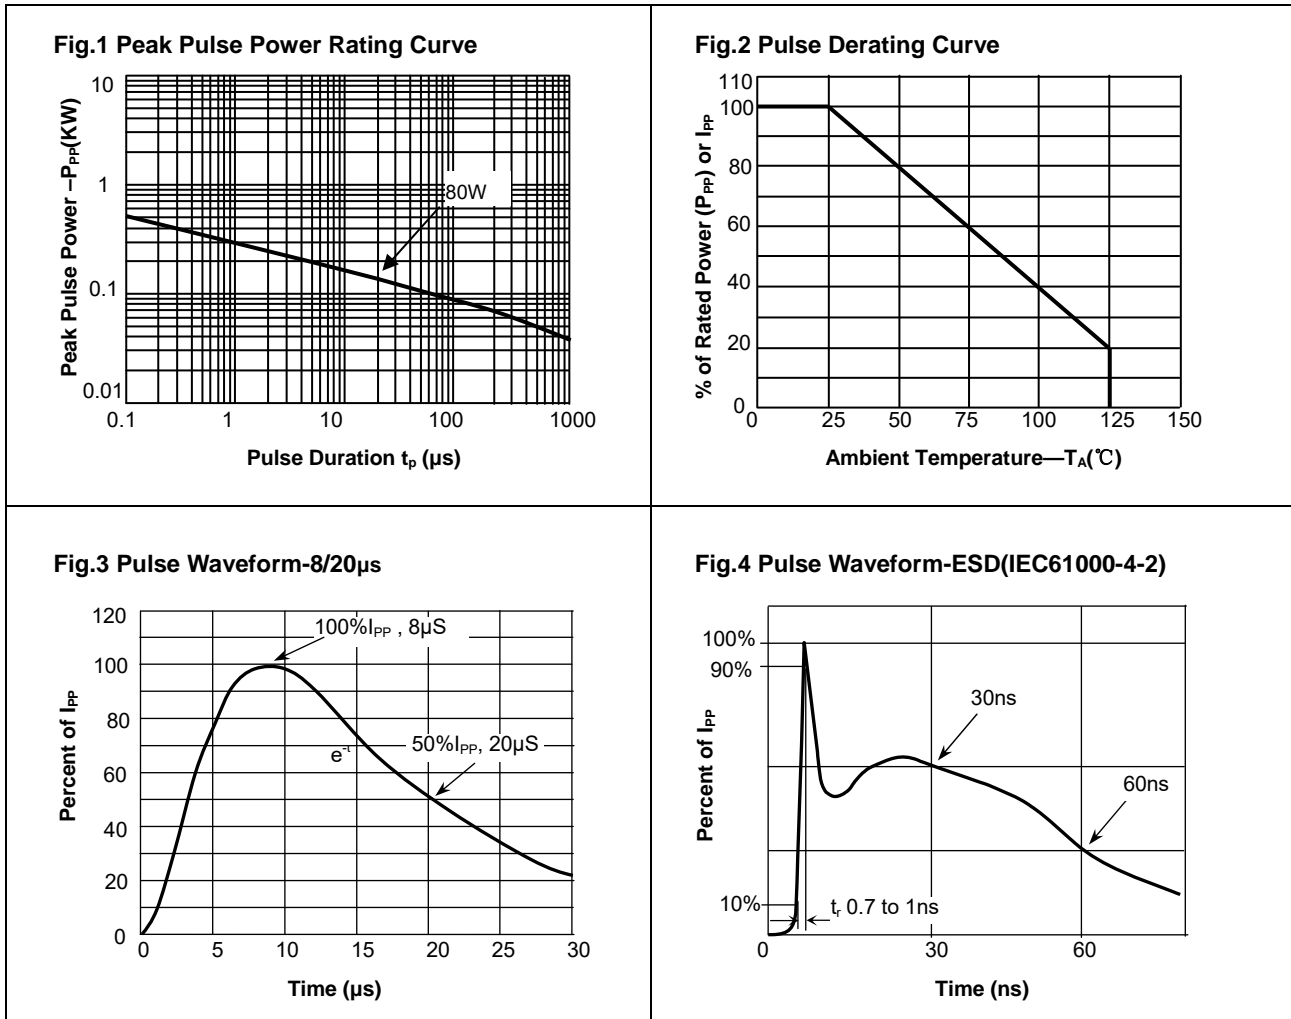 Fig.1 Peak Pulse Power Rating Curve
Peak Pulse Power –PPP(KW)
10
1
0.1
0.01
80W
0.1 1 10 100 1000
Pulse Duration tp (µs)
Fig.2 Pulse Derating Curve
% of Rated Power (PPP) or IPP
110
100
80
60
40
20
0
25 50 75 100 125 150
Ambient Temperature—TA(℃)
Fig.3 Pulse Waveform-8/20µs
Percent of IPP
120
100
80
60
40
20
0
100%IPP , 8µS
50%IPP, 20µS
e-t
0 5 10 15 20 25 30
Time (µs)
Fig.4 Pulse Waveform-ESD(IEC61000-4-2)
Percent of IPP
100%
90%
10%
30ns
60ns
tr 0.7 to 1ns
0 30 60
Time (ns)